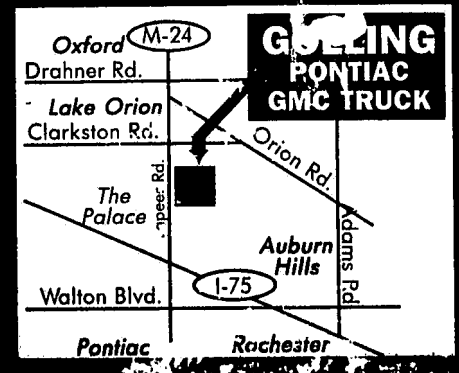 Oxford
M-24
GOLLING
PONTIAC
GMC TRUCK
Drahner Rd.
Lake Orion
Clarkston Rd.
Orion Rd.
The
Palace
Adams Rd
Auburn
Hills
I-75
Walton Blvd.
Pontiac
Rochester